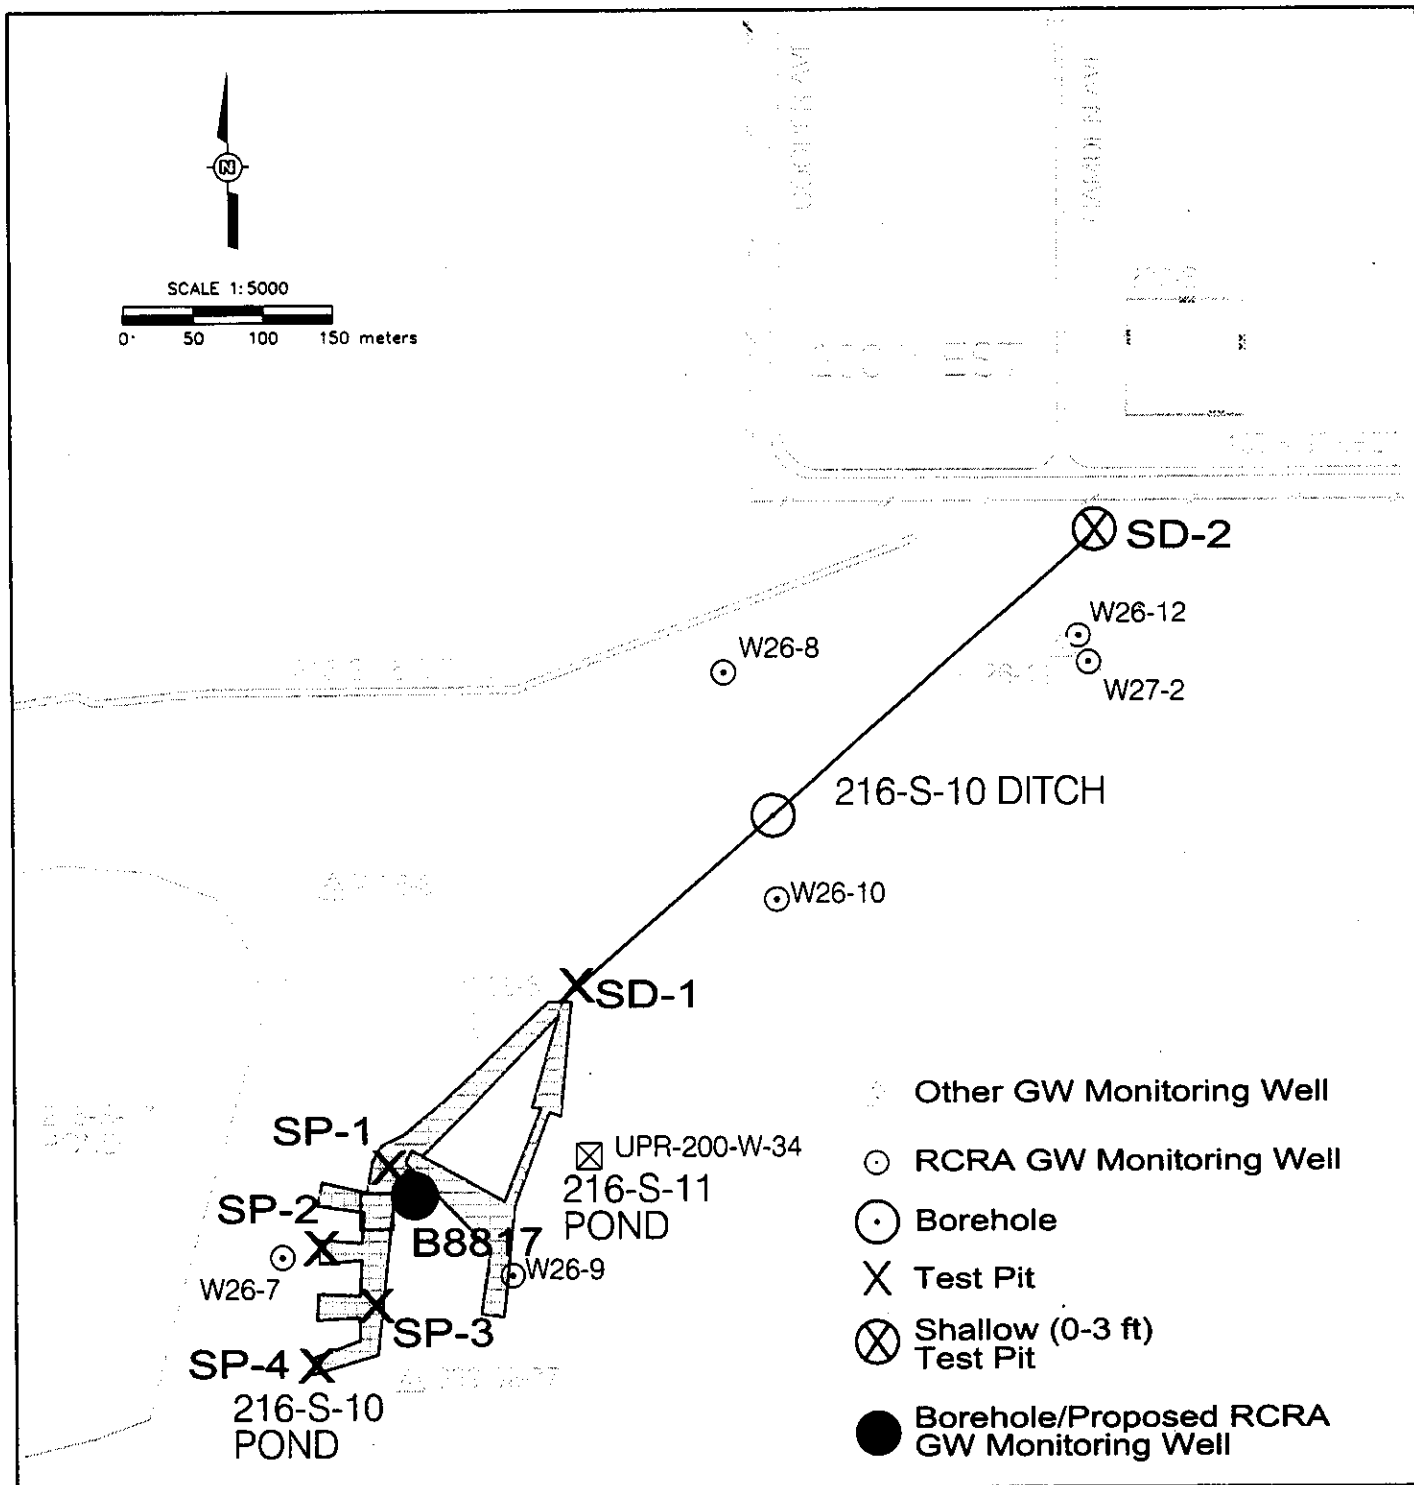 N
SCALE 1:5000
0 50 100 150 meters
SD-2
W26-12
W26-8
W27-2
216-S-10 DITCH
W26-10
SD-1
Other GW Monitoring Well
SP-1
UPR-200-W-34
RCRA GW Monitoring Well
216-S-11
POND
SP-2
Borehole
B8817
W26-9
W26-7
Test Pit
SP-3
Shallow (0-3 ft)
Test Pit
SP-4
216-S-10
POND
Borehole/Proposed RCRA
GW Monitoring Well